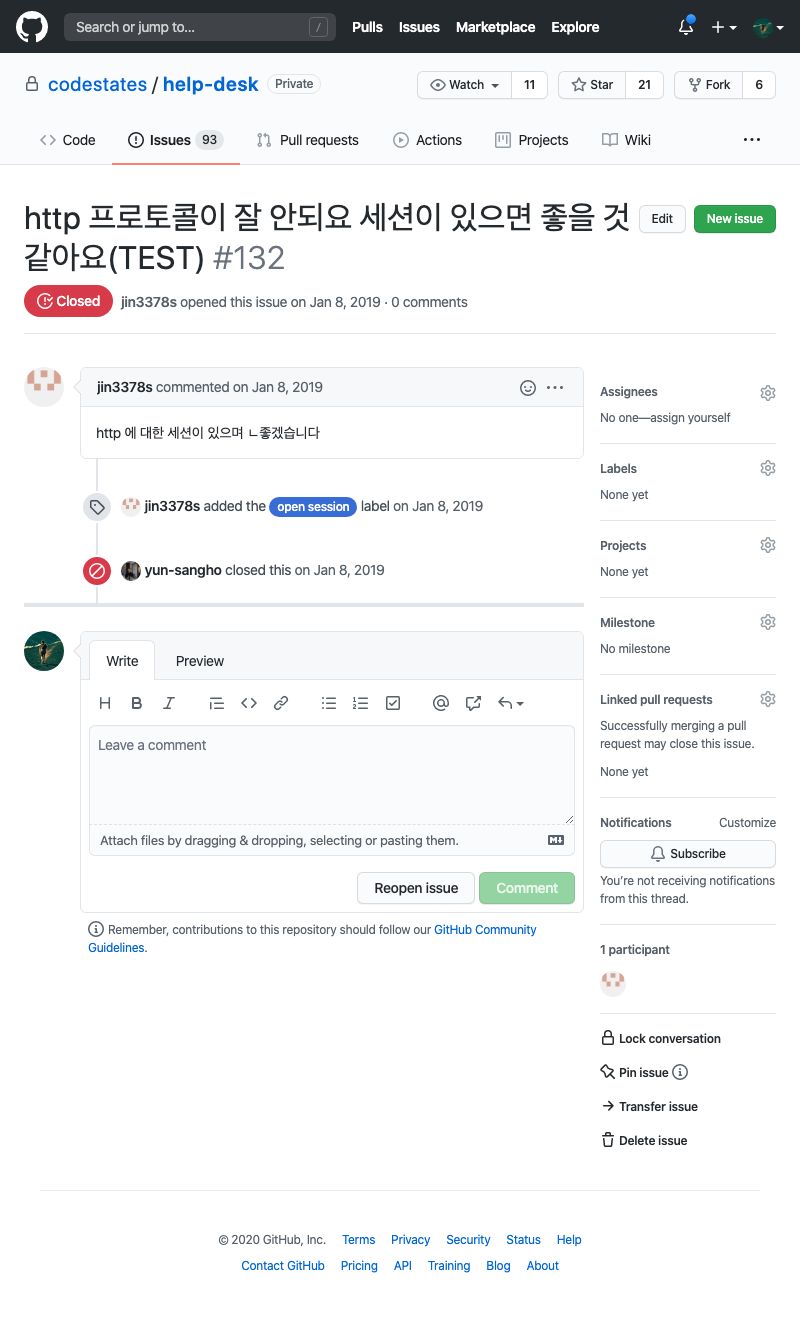 Search or jump to... / Pulls Issues Marketplace Explore
codestates / help-desk Private Watch 11 Star 21 Fork 6
Code Issues 93 Pull requests Actions Projects Wiki ...
http 프로토콜이 잘 안되요 세션이 있으면 좋을 것 Edit New issue
같아요(TEST) #132
Closed jin3378s opened this issue on Jan 8, 2019 · 0 comments
jin3378s commented on Jan 8, 2019
http 에 대한 세션이 있으며 ㄴ좋겠습니다
jin3378s added the open session label on Jan 8, 2019
yun-sangho closed this on Jan 8, 2019
Write Preview
H B I
Leave a comment
Attach files by dragging & dropping, selecting or pasting them.
Reopen issue Comment
Remember, contributions to this repository should follow our GitHub Community
Guidelines.
Assignees
No one—assign yourself
Labels
None yet
Projects
None yet
Milestone
No milestone
Linked pull requests
Successfully merging a pull
request may close this issue.
None yet
Notifications Customize
Subscribe
You're not receiving notifications
from this thread.
1 participant
Lock conversation
Pin issue
Transfer issue
Delete issue
© 2020 GitHub, Inc. Terms Privacy Security Status Help
Contact GitHub Pricing API Training Blog About